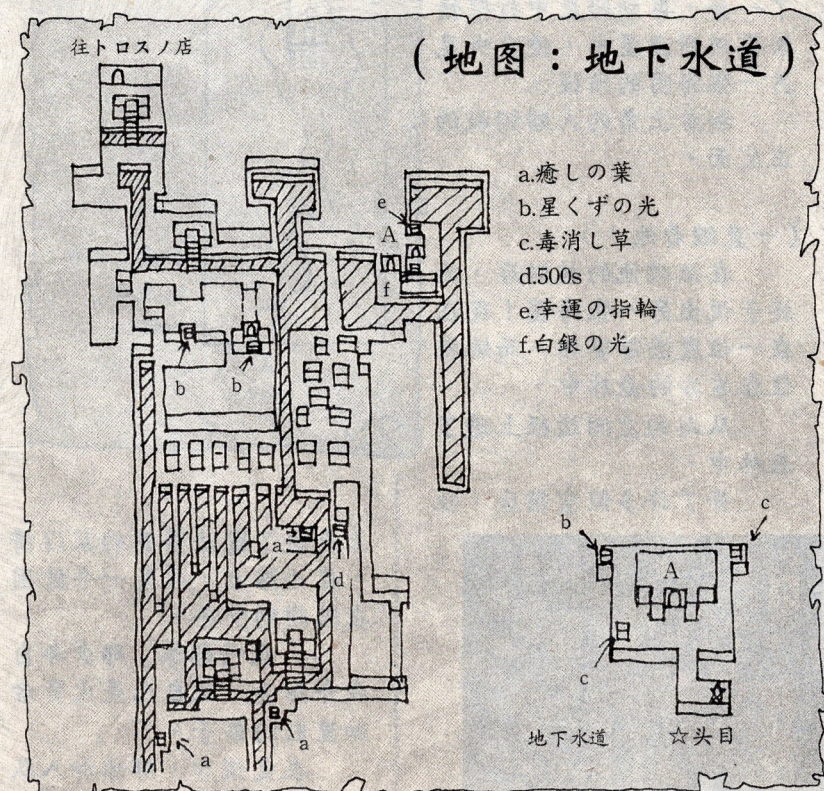 往トロスノ店
(地图：地下水道)
a.癒しの葉
b.星くずの光
c.毒消し草
d.500s
e.幸運の指輪
f.白銀の光
e
A
f
b
b
a
d
a
a
b
c
A
c
地下水道
☆头目